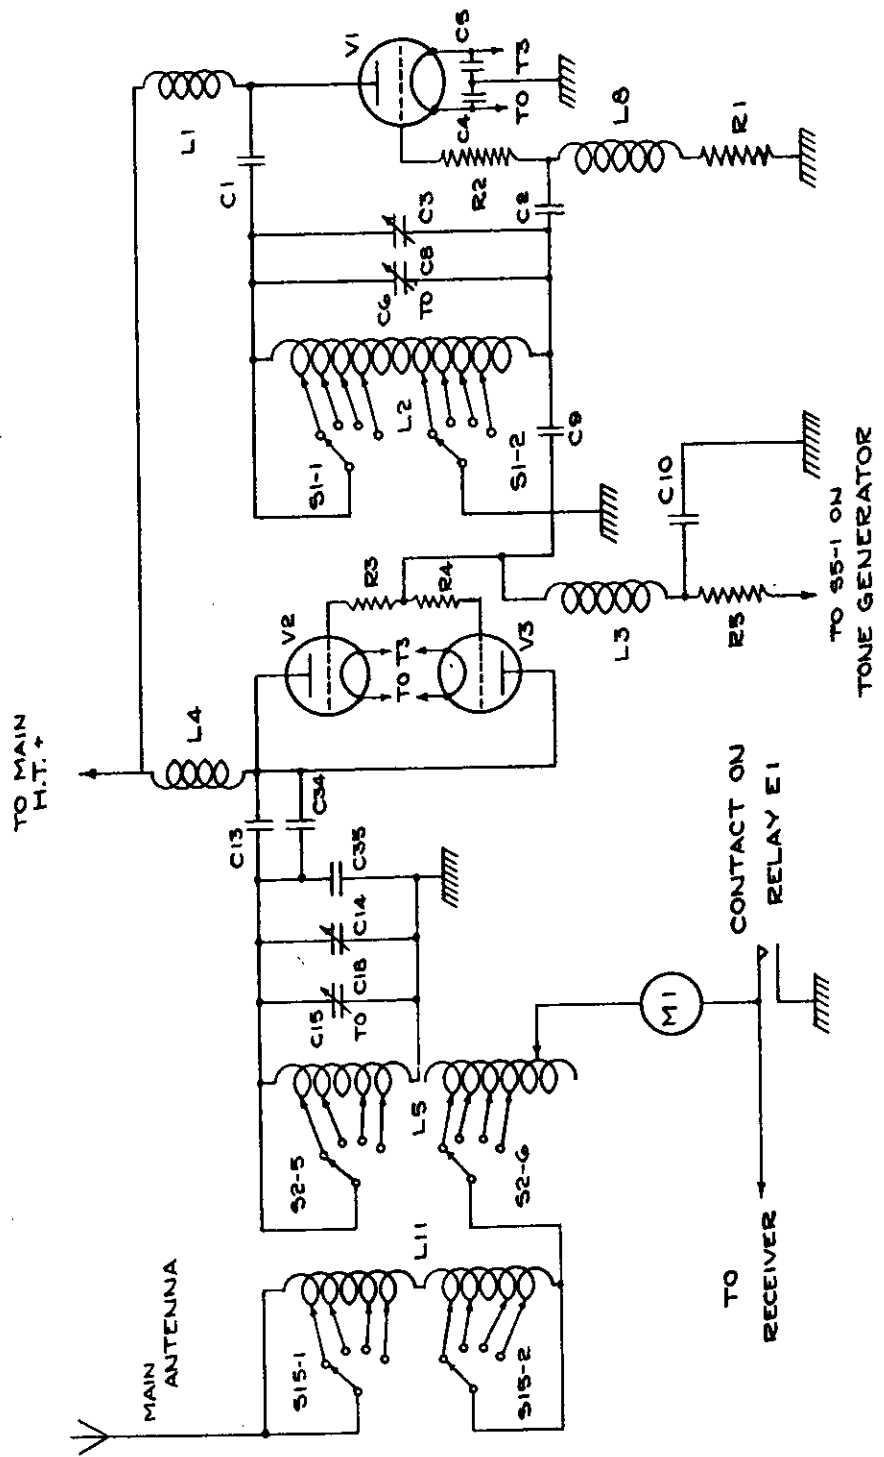 TO MAIN
H.T. +
L1
C1
V1
C5
C4
TO
T3
R2
L8
R1
C2
C3
C6
TO
C8
L2
S1-1
S1-2
C9
C10
R3
R4
V2
V3
TO
T3
L3
R5
TO S5-1 ON
TONE GENERATOR
L4
C13
C34
C35
C14
C15
TO
C18
L5
S2-5
S2-6
M1
CONTACT ON
RELAY E1
TO
RECEIVER
L11
S15-1
S15-2
MAIN
ANTENNA